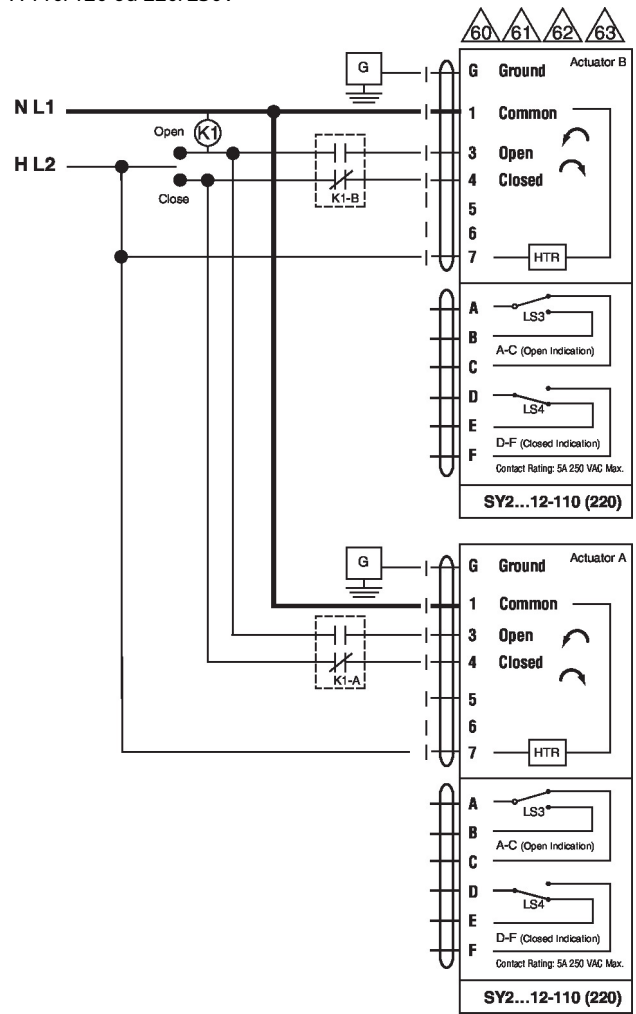 60 61 62 63
G G Ground Actuator B
N L1 1 Common
Open K1 3 Open
H L2 4 Closed
Close K1-B
5
6
7 HTR
A LS3
B
A-C (Open Indication)
C
D LS4
E
D-F (Closed Indication)
F
Contact Rating: 5A 250 VAC Max.
SY2...12-110 (220)
G G Ground Actuator A
1 Common
3 Open
4 Closed
K1-A
5
6
7 HTR
A LS3
B
A-C (Open Indication)
C
D LS4
E
D-F (Closed Indication)
F
Contact Rating: 5A 250 VAC Max.
SY2...12-110 (220)